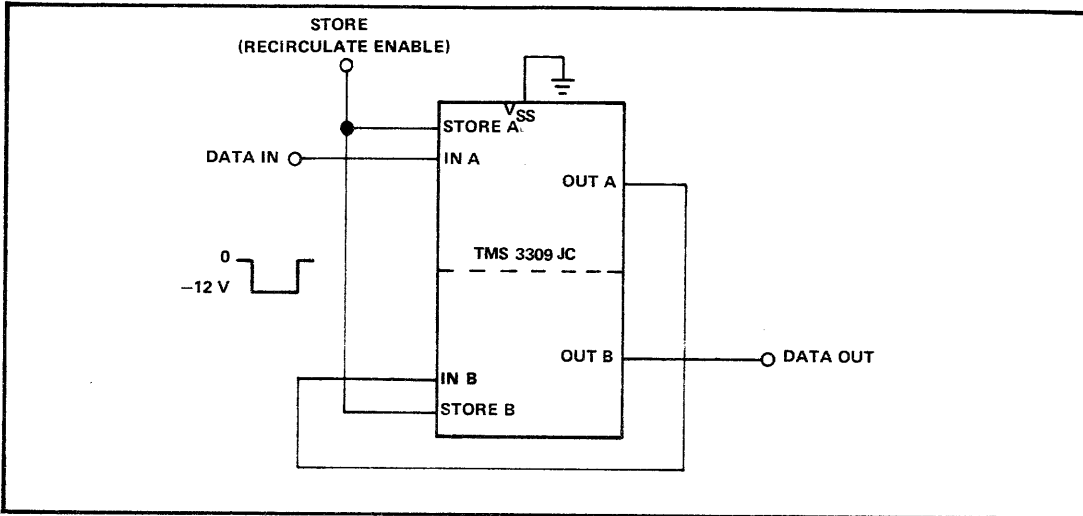 STORE
(RECIRCULATE ENABLE)
VSS
STORE A
DATA IN
IN A
OUT A
0
TMS 3309 JC
−12 V
OUT B
DATA OUT
IN B
STORE B